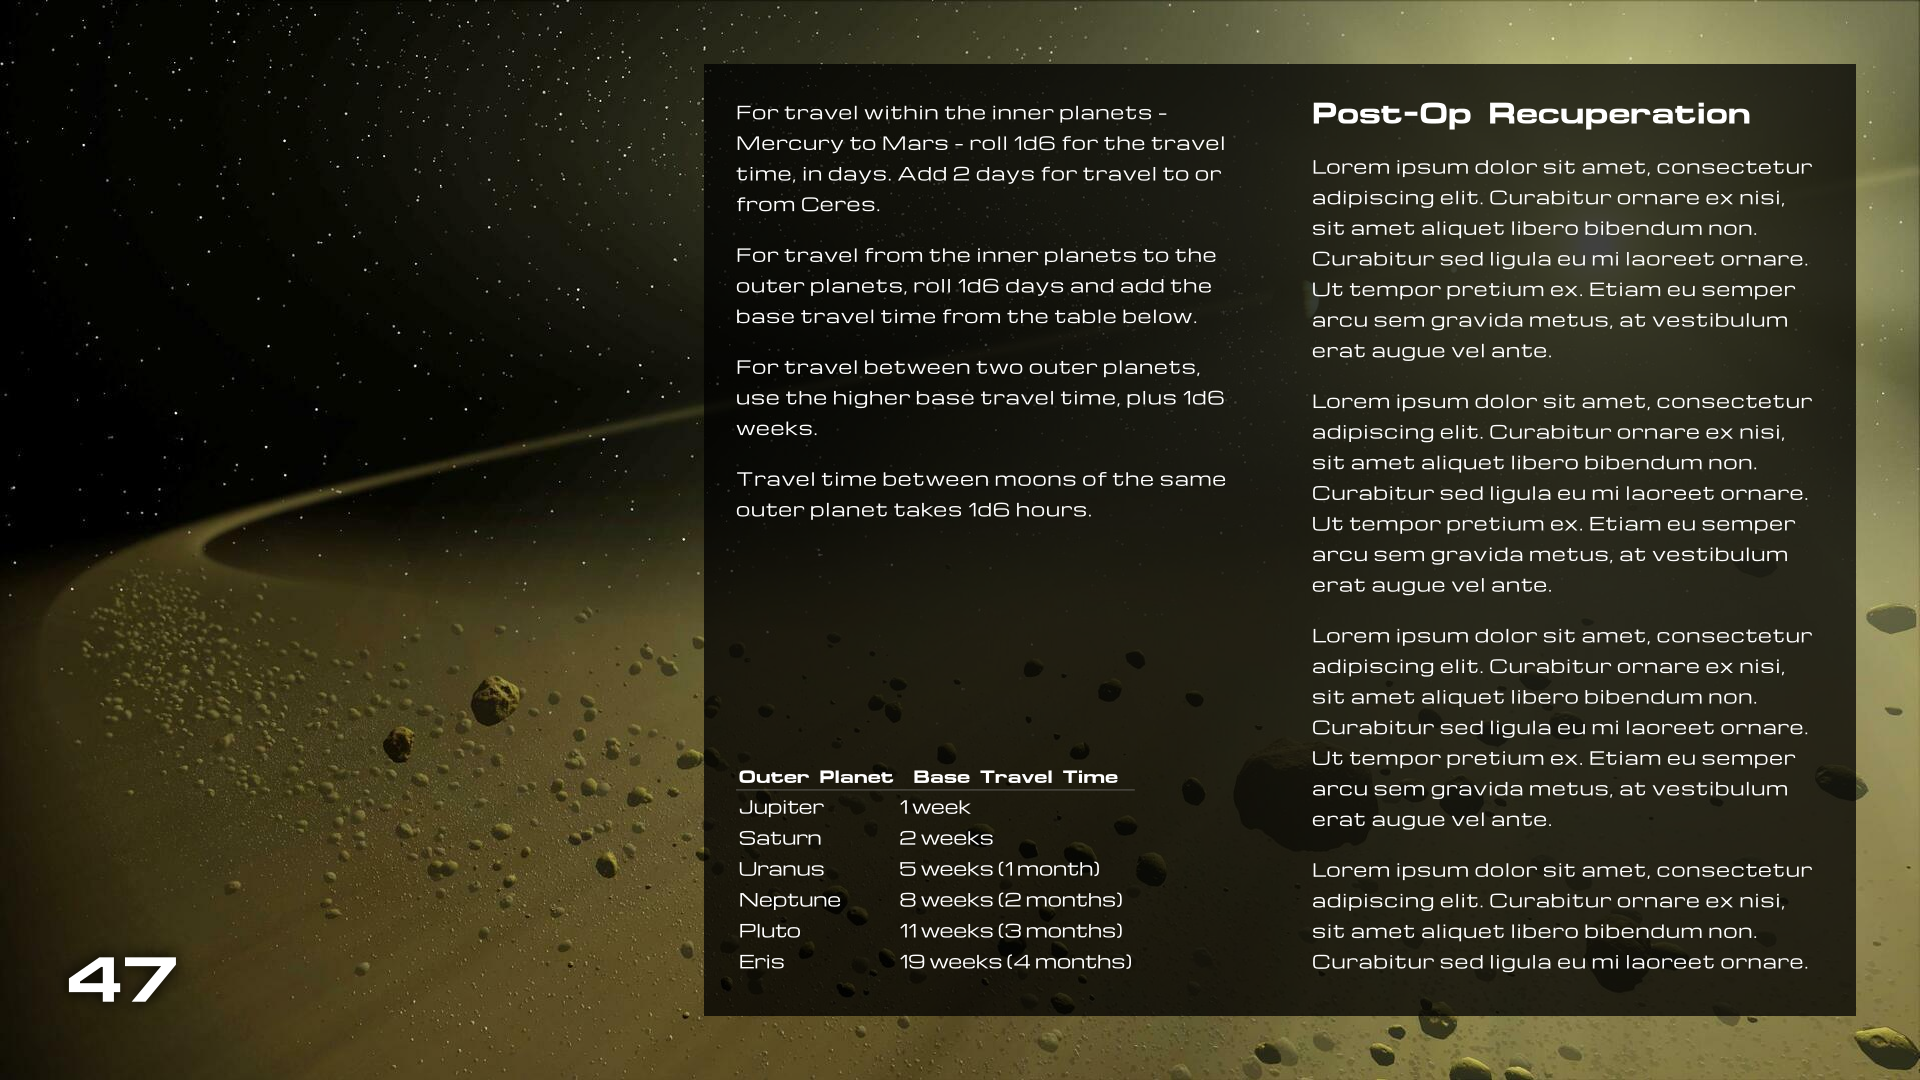 For travel within the inner planets -
Mercury to Mars - roll 1d6 for the travel
time, in days. Add 2 days for travel to or
from Ceres.
For travel from the inner planets to the
outer planets, roll 1d6 days and add the
base travel time from the table below.
For travel between two outer planets,
use the higher base travel time, plus 1d6
weeks.
Travel time between moons of the same
outer planet takes 1d6 hours.
Outer Planet Base Travel Time
Jupiter 1 week
Saturn 2 weeks
Uranus 5 weeks (1 month)
Neptune 8 weeks (2 months)
Pluto 11 weeks (3 months)
Eris 19 weeks (4 months)
Post-Op Recuperation
Lorem ipsum dolor sit amet, consectetur
adipiscing elit. Curabitur ornare ex nisi,
sit amet aliquet libero bibendum non.
Curabitur sed ligula eu mi laoreet ornare.
Ut tempor pretium ex. Etiam eu semper
arcu sem gravida metus, at vestibulum
erat augue vel ante.
Lorem ipsum dolor sit amet, consectetur
adipiscing elit. Curabitur ornare ex nisi,
sit amet aliquet libero bibendum non.
Curabitur sed ligula eu mi laoreet ornare.
Ut tempor pretium ex. Etiam eu semper
arcu sem gravida metus, at vestibulum
erat augue vel ante.
Lorem ipsum dolor sit amet, consectetur
adipiscing elit. Curabitur ornare ex nisi,
sit amet aliquet libero bibendum non.
Curabitur sed ligula eu mi laoreet ornare.
Ut tempor pretium ex. Etiam eu semper
arcu sem gravida metus, at vestibulum
erat augue vel ante.
Lorem ipsum dolor sit amet, consectetur
adipiscing elit. Curabitur ornare ex nisi,
sit amet aliquet libero bibendum non.
Curabitur sed ligula eu mi laoreet ornare.
47